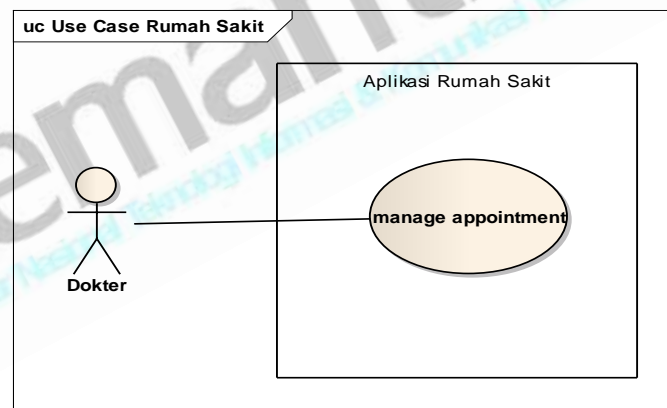 uc Use Case Rumah Sakit
Aplikasi Rumah Sakit
manage appointment
Dokter